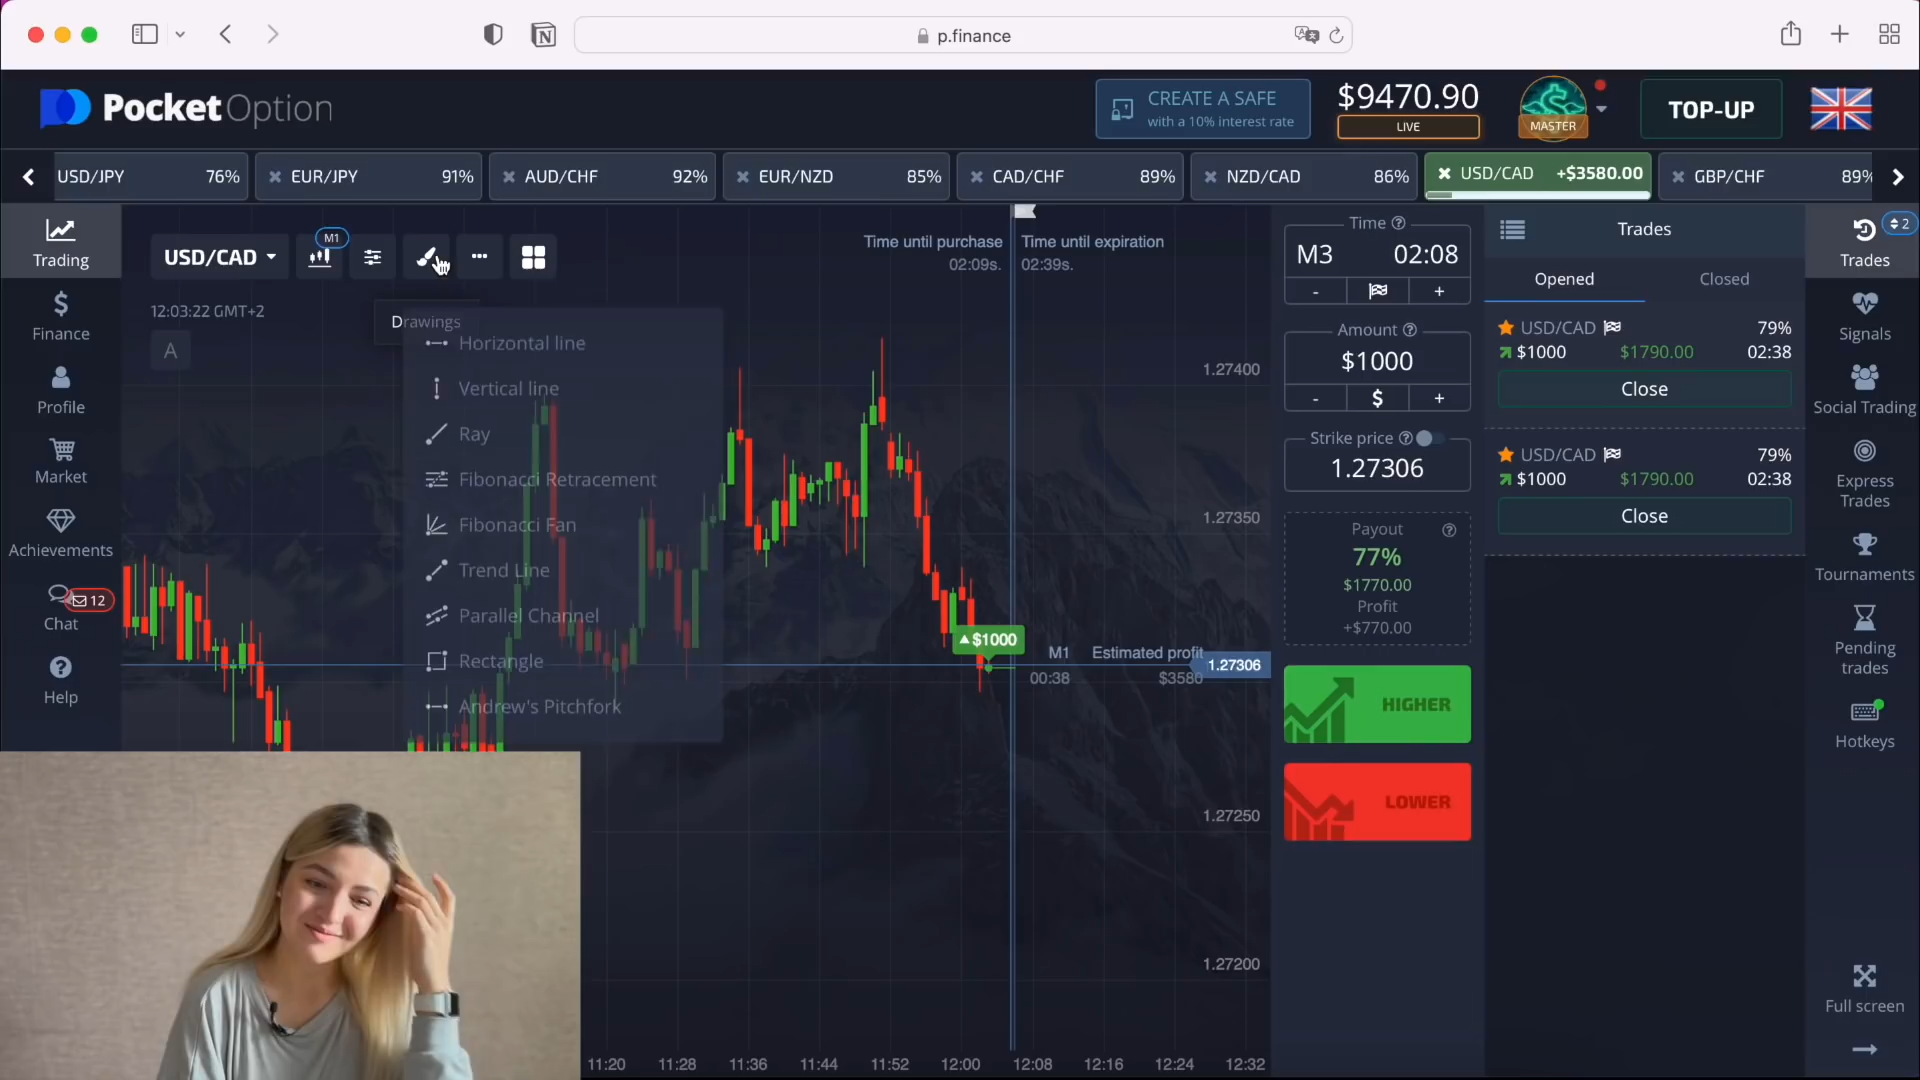 p.finance
PocketOption
CREATE A SAFE
with a 10% interest rate
$9470.90
LIVE
MASTER
TOP-UP
USD/JPY 76%
EUR/JPY 91%
AUD/CHF 92%
EUR/NZD 85%
CAD/CHF 89%
NZD/CAD 86%
USD/CAD +$3580.00
GBP/CHF 89%
Trading
Finance
Profile
Market
Achievements
12
Chat
Help
USD/CAD
M1
12:03:22 GMT+2
A
Drawings
Horizontal line
Vertical line
Ray
Fibonacci Retracement
Fibonacci Fan
Trend Line
Parallel Channel
Rectangle
Andrew's Pitchfork
Time until purchase
02:09s.
Time until expiration
02:39s.
1.27400
1.27350
1.27306
1.27250
1.27200
$1000
M1 Estimated profit
00:38 $3580
11:20 11:28 11:36 11:44 11:52 12:00 12:08 12:16 12:24 12:32
Time
M3 02:08
- +
Amount
$1000
- $ +
Strike price
1.27306
Payout
77%
$1770.00
Profit
+$770.00
HIGHER
LOWER
Trades
Opened Closed
USD/CAD 79%
$1000 $1790.00 02:38
Close
USD/CAD 79%
$1000 $1790.00 02:38
Close
2
Trades
Signals
Social Trading
Express
Trades
Tournaments
Pending
trades
Hotkeys
Full screen